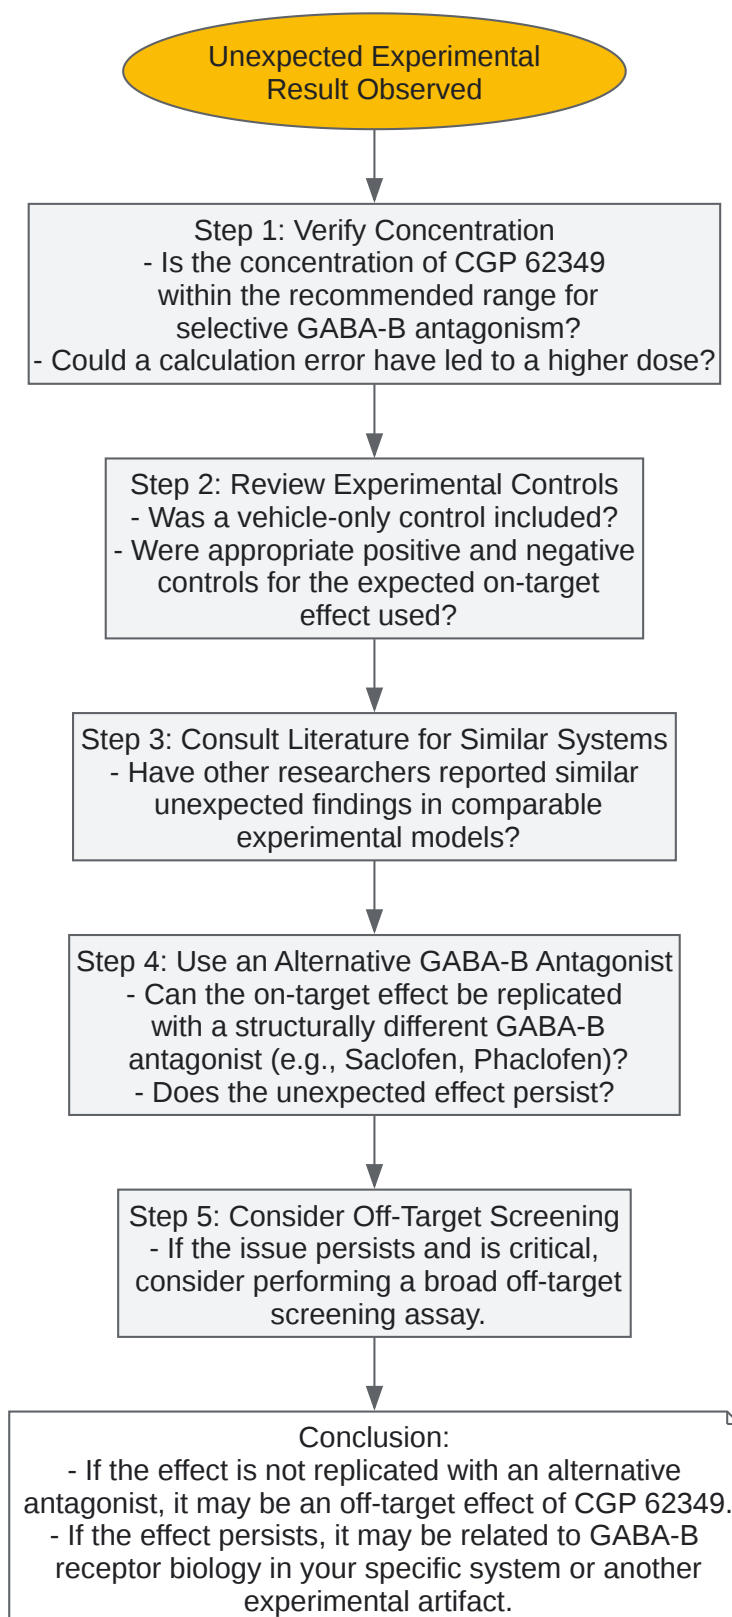 Unexpected Experimental
Result Observed
Step 1: Verify Concentration
- Is the concentration of CGP 62349
within the recommended range for
selective GABA-B antagonism?
- Could a calculation error have led to a higher dose?
Step 2: Review Experimental Controls
- Was a vehicle-only control included?
- Were appropriate positive and negative
controls for the expected on-target
effect used?
Step 3: Consult Literature for Similar Systems
- Have other researchers reported similar
unexpected findings in comparable
experimental models?
Step 4: Use an Alternative GABA-B Antagonist
- Can the on-target effect be replicated
with a structurally different GABA-B
antagonist (e.g., Saclofen, Phaclofen)?
- Does the unexpected effect persist?
Step 5: Consider Off-Target Screening
- If the issue persists and is critical,
consider performing a broad off-target
screening assay.
Conclusion:
- If the effect is not replicated with an alternative
antagonist, it may be an off-target effect of CGP 62349.
- If the effect persists, it may be related to GABA-B
receptor biology in your specific system or another
experimental artifact.